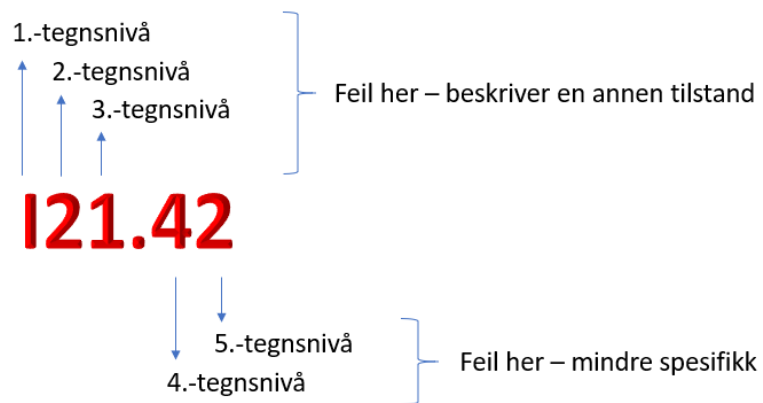 1.-tegnsnivå
2.-tegnsnivå
3.-tegnsnivå
Feil her – beskriver en annen tilstand
I21.42
5.-tegnsnivå
4.-tegnsnivå
Feil her – mindre spesifikk